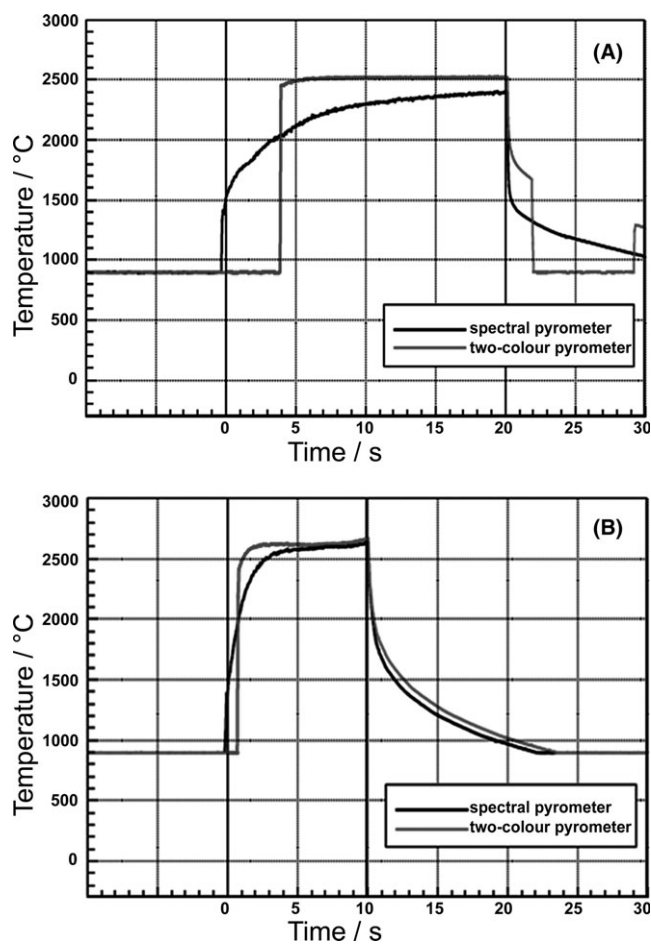 (A)
3000
2500
2000
1500
1000
500
0
Temperature / °C
spectral pyrometer
two-colour pyrometer
0 5 10 15 20 25 30
Time / s
(B)
3000
2500
2000
1500
1000
500
0
Temperature / °C
spectral pyrometer
two-colour pyrometer
0 5 10 15 20 25 30
Time / s